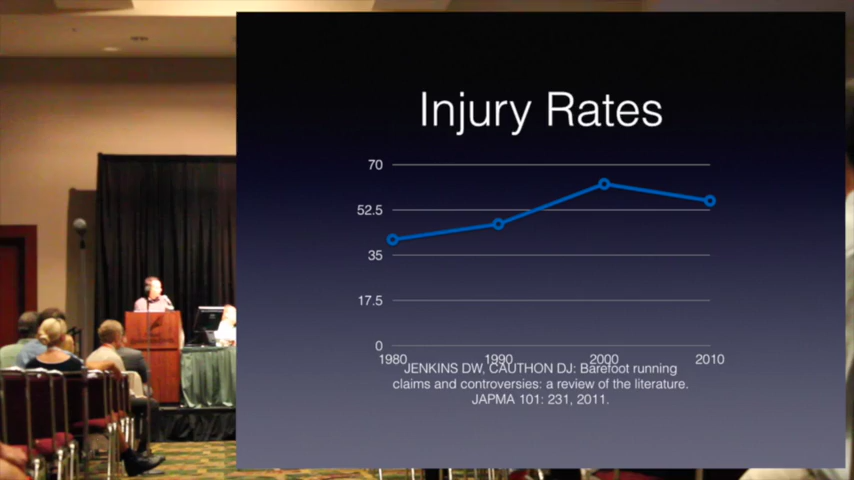 Injury Rates
70
52.5
35
17.5
0
1980 1990 2000 2010
JENKINS DW, CAUTHON DJ: Barefoot running
claims and controversies: a review of the literature.
JAPMA 101: 231, 2011.